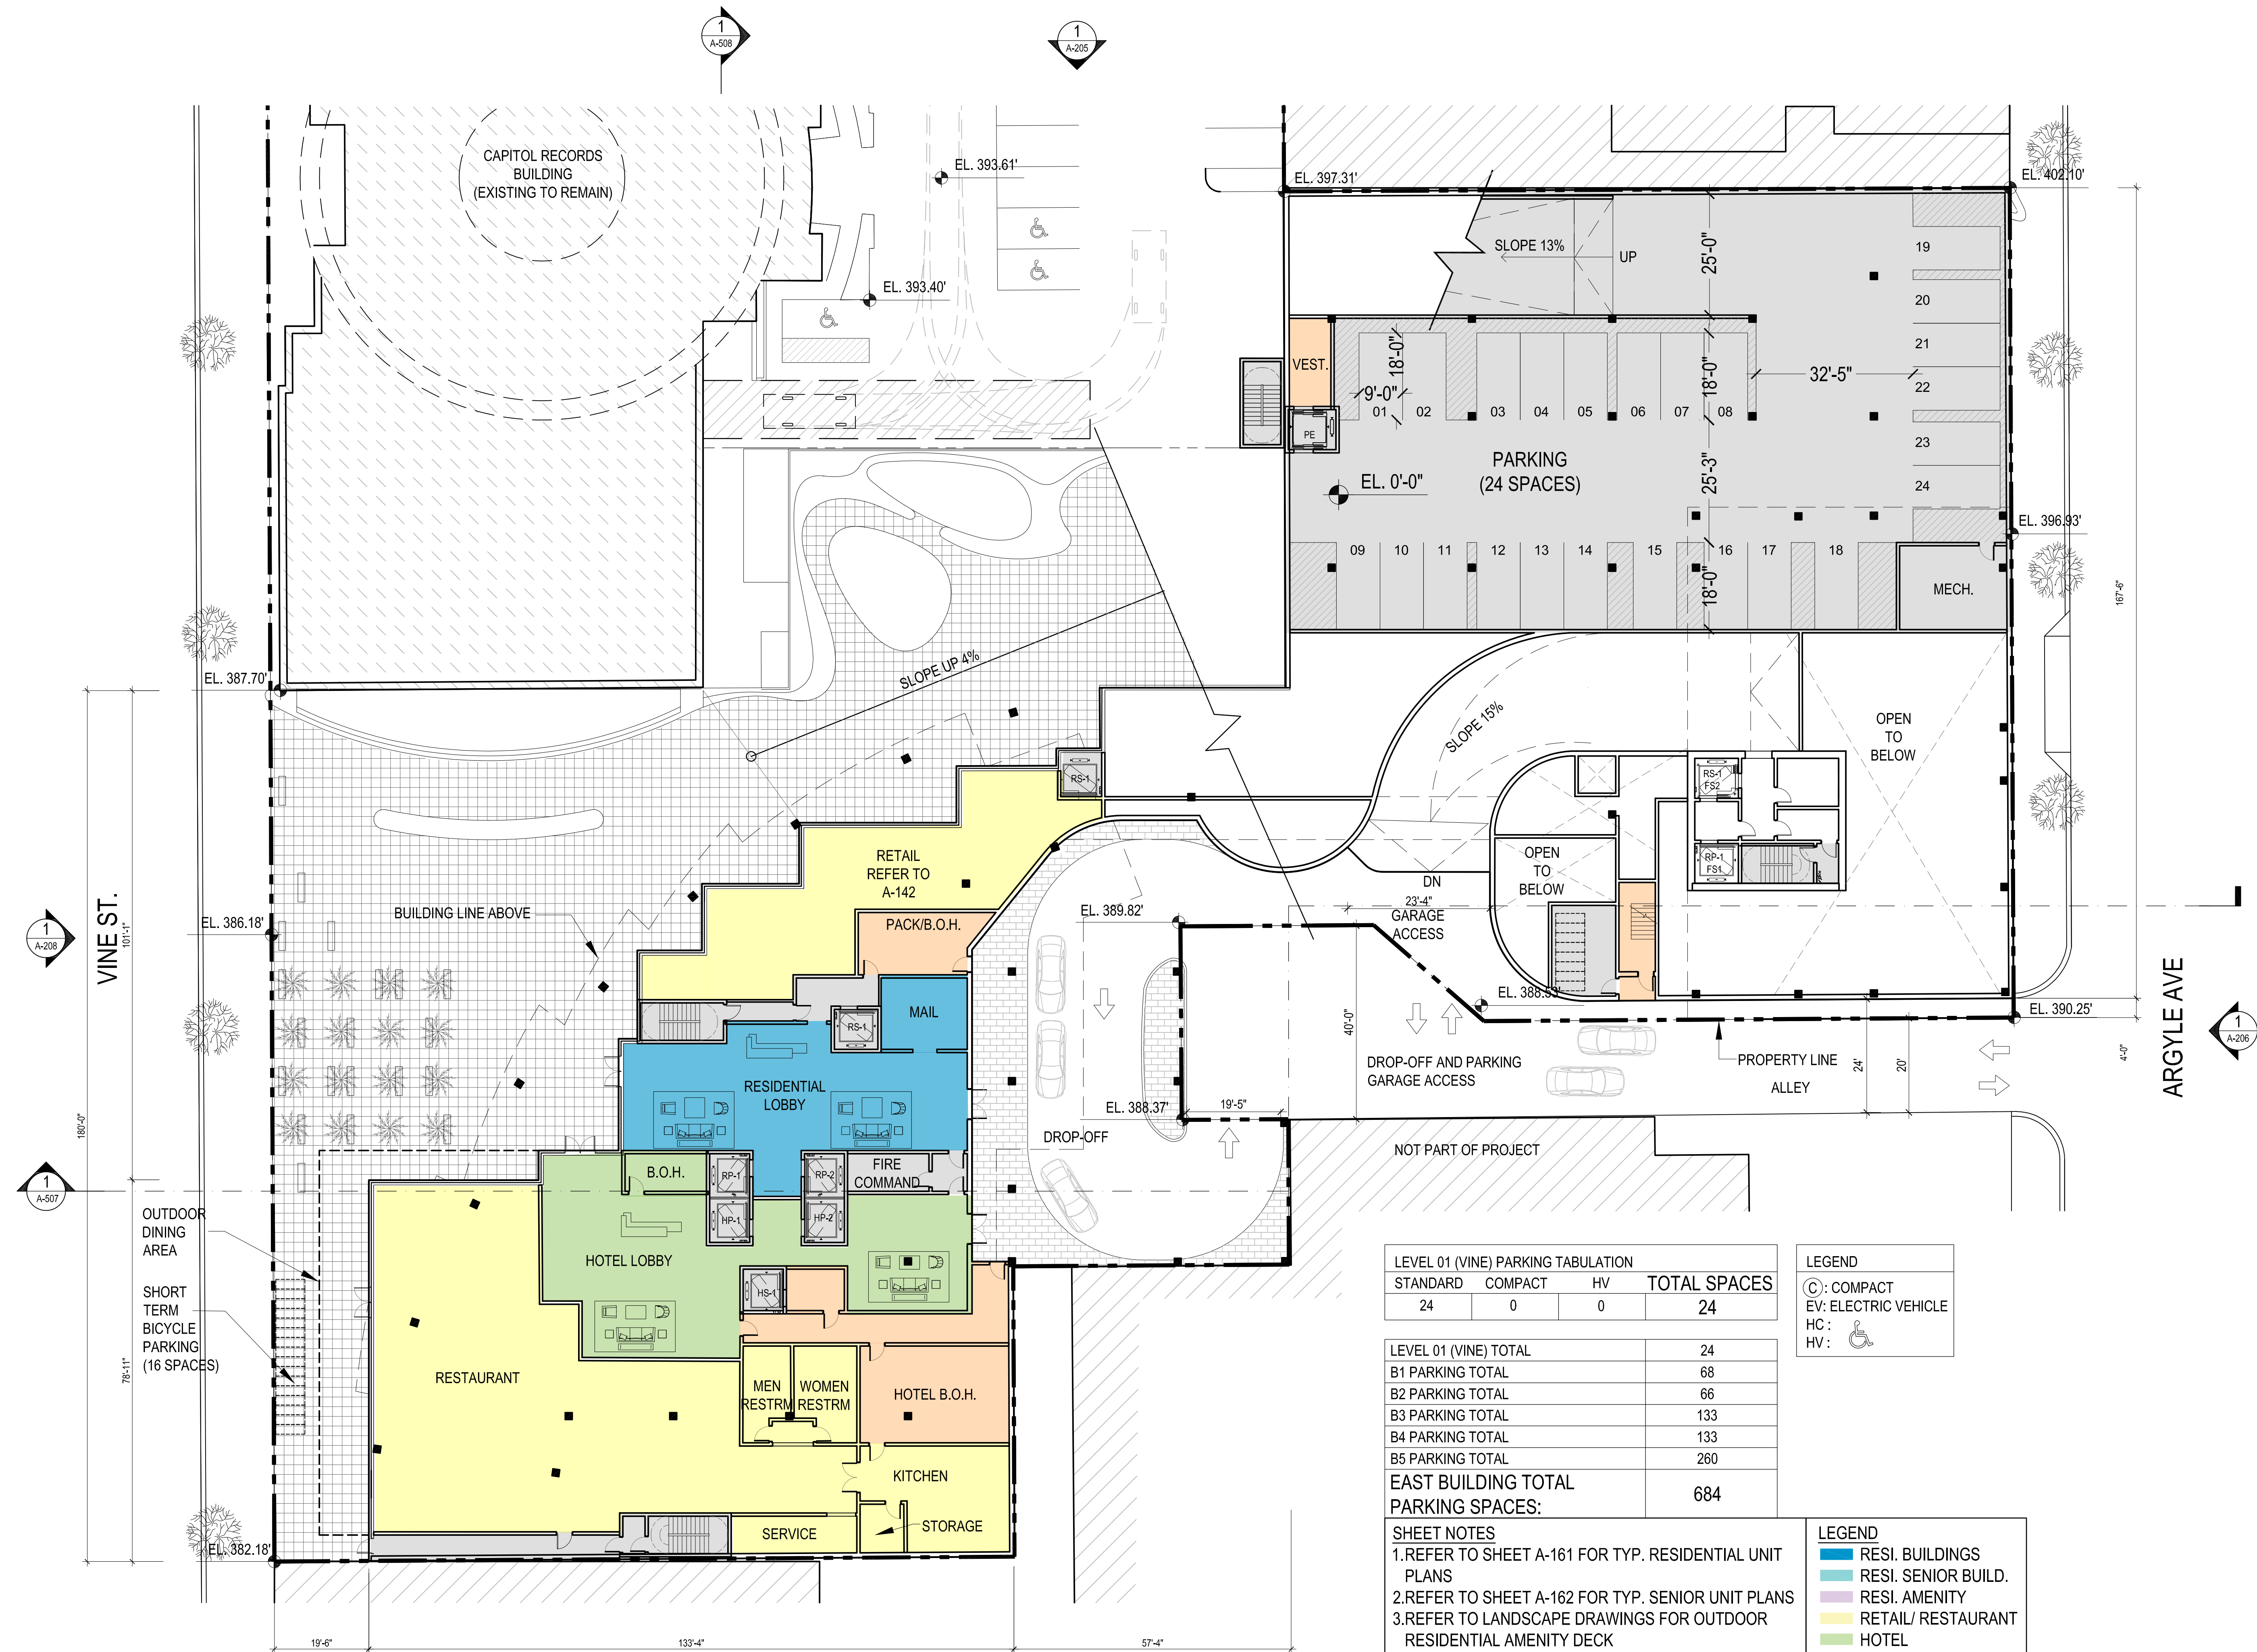 1
A-508
1
A-205
CAPITOL RECORDS
BUILDING
(EXISTING TO REMAIN)
EL. 393.61'
EL. 393.40'
EL. 397.31'
EL. 402.10'
SLOPE 13%
UP
25'-0"
19
20
21
22
23
24
VEST.
PE
18'-0"
9'-0"
18'-0"
32'-5"
01
02
03
04
05
06
07
08
PARKING
(24 SPACES)
EL. 0'-0"
25'-3"
EL. 396.93'
09
10
11
12
13
14
15
16
17
18
18'-0"
MECH.
167'-6"
EL. 387.70'
SLOPE UP 4%
SLOPE 15%
OPEN
TO
BELOW
RS-1
RS-1
FS2
RP-1
FS1
OPEN
TO
BELOW
DN
23'-4"
GARAGE
ACCESS
RETAIL
REFER TO
A-142
BUILDING LINE ABOVE
PACK/B.O.H.
EL. 389.82'
EL. 386.18'
1
A-208
VINE ST.
101'-1"
180'-0"
78'-11"
MAIL
RS-1
RESIDENTIAL
LOBBY
EL. 388.53'
EL. 390.25'
40'-0"
DROP-OFF AND PARKING
GARAGE ACCESS
PROPERTY LINE
ALLEY
24'
20'
4'-0"
ARGYLE AVE
1
A-206
EL. 388.37'
19'-5"
DROP-OFF
NOT PART OF PROJECT
1
A-507
B.O.H.
RP-1
RP-2
FIRE
COMMAND
HP-1
HP-2
HOTEL LOBBY
HS-1
OUTDOOR
DINING
AREA
SHORT
TERM
BICYCLE
PARKING
(16 SPACES)
RESTAURANT
MEN
RESTRM
WOMEN
RESTRM
HOTEL B.O.H.
KITCHEN
STORAGE
SERVICE
EL. 382.18'
19'-6"
133'-4"
57'-4"
LEVEL 01 (VINE) PARKING TABULATION
STANDARD COMPACT HV TOTAL SPACES
24 0 0 24
LEVEL 01 (VINE) TOTAL 24
B1 PARKING TOTAL 68
B2 PARKING TOTAL 66
B3 PARKING TOTAL 133
B4 PARKING TOTAL 133
B5 PARKING TOTAL 260
EAST BUILDING TOTAL
PARKING SPACES: 684
LEGEND
C : COMPACT
EV: ELECTRIC VEHICLE
HC :
HV :
SHEET NOTES
1.REFER TO SHEET A-161 FOR TYP. RESIDENTIAL UNIT
PLANS
2.REFER TO SHEET A-162 FOR TYP. SENIOR UNIT PLANS
3.REFER TO LANDSCAPE DRAWINGS FOR OUTDOOR
RESIDENTIAL AMENITY DECK
LEGEND
RESI. BUILDINGS
RESI. SENIOR BUILD.
RESI. AMENITY
RETAIL/ RESTAURANT
HOTEL